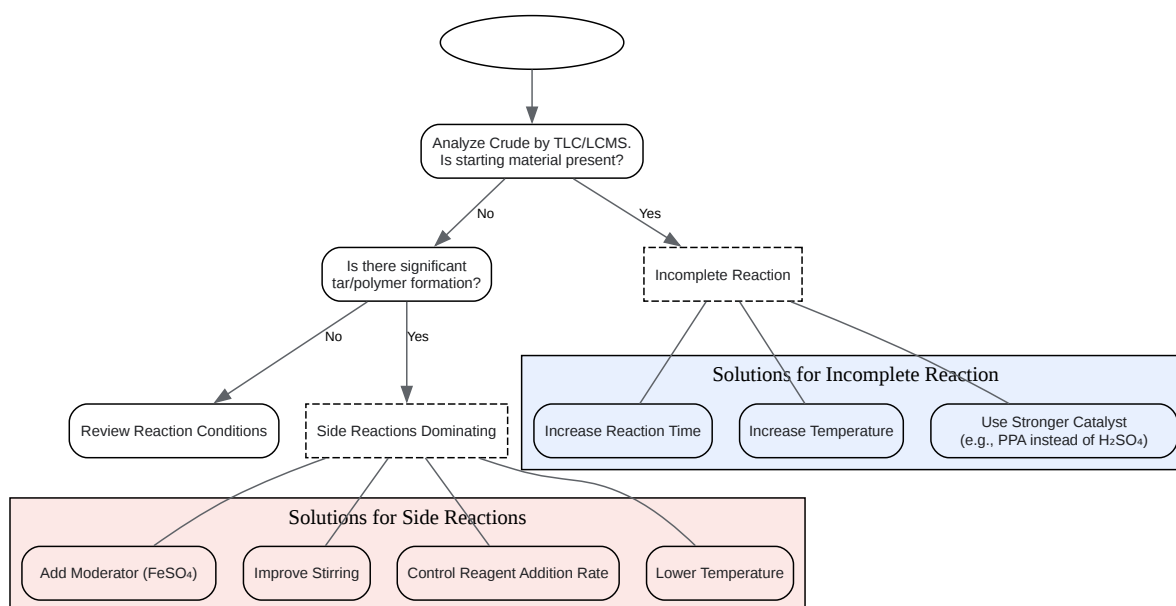 Analyze Crude by TLC/LCMS.
Is starting material present?
No
Yes
Is there significant
tar/polymer formation?
Incomplete Reaction
No
Yes
Solutions for Incomplete Reaction
Review Reaction Conditions
Side Reactions Dominating
Increase Reaction Time
Increase Temperature
Use Stronger Catalyst
(e.g., PPA instead of H₂SO₄)
Solutions for Side Reactions
Add Moderator (FeSO₄)
Improve Stirring
Control Reagent Addition Rate
Lower Temperature